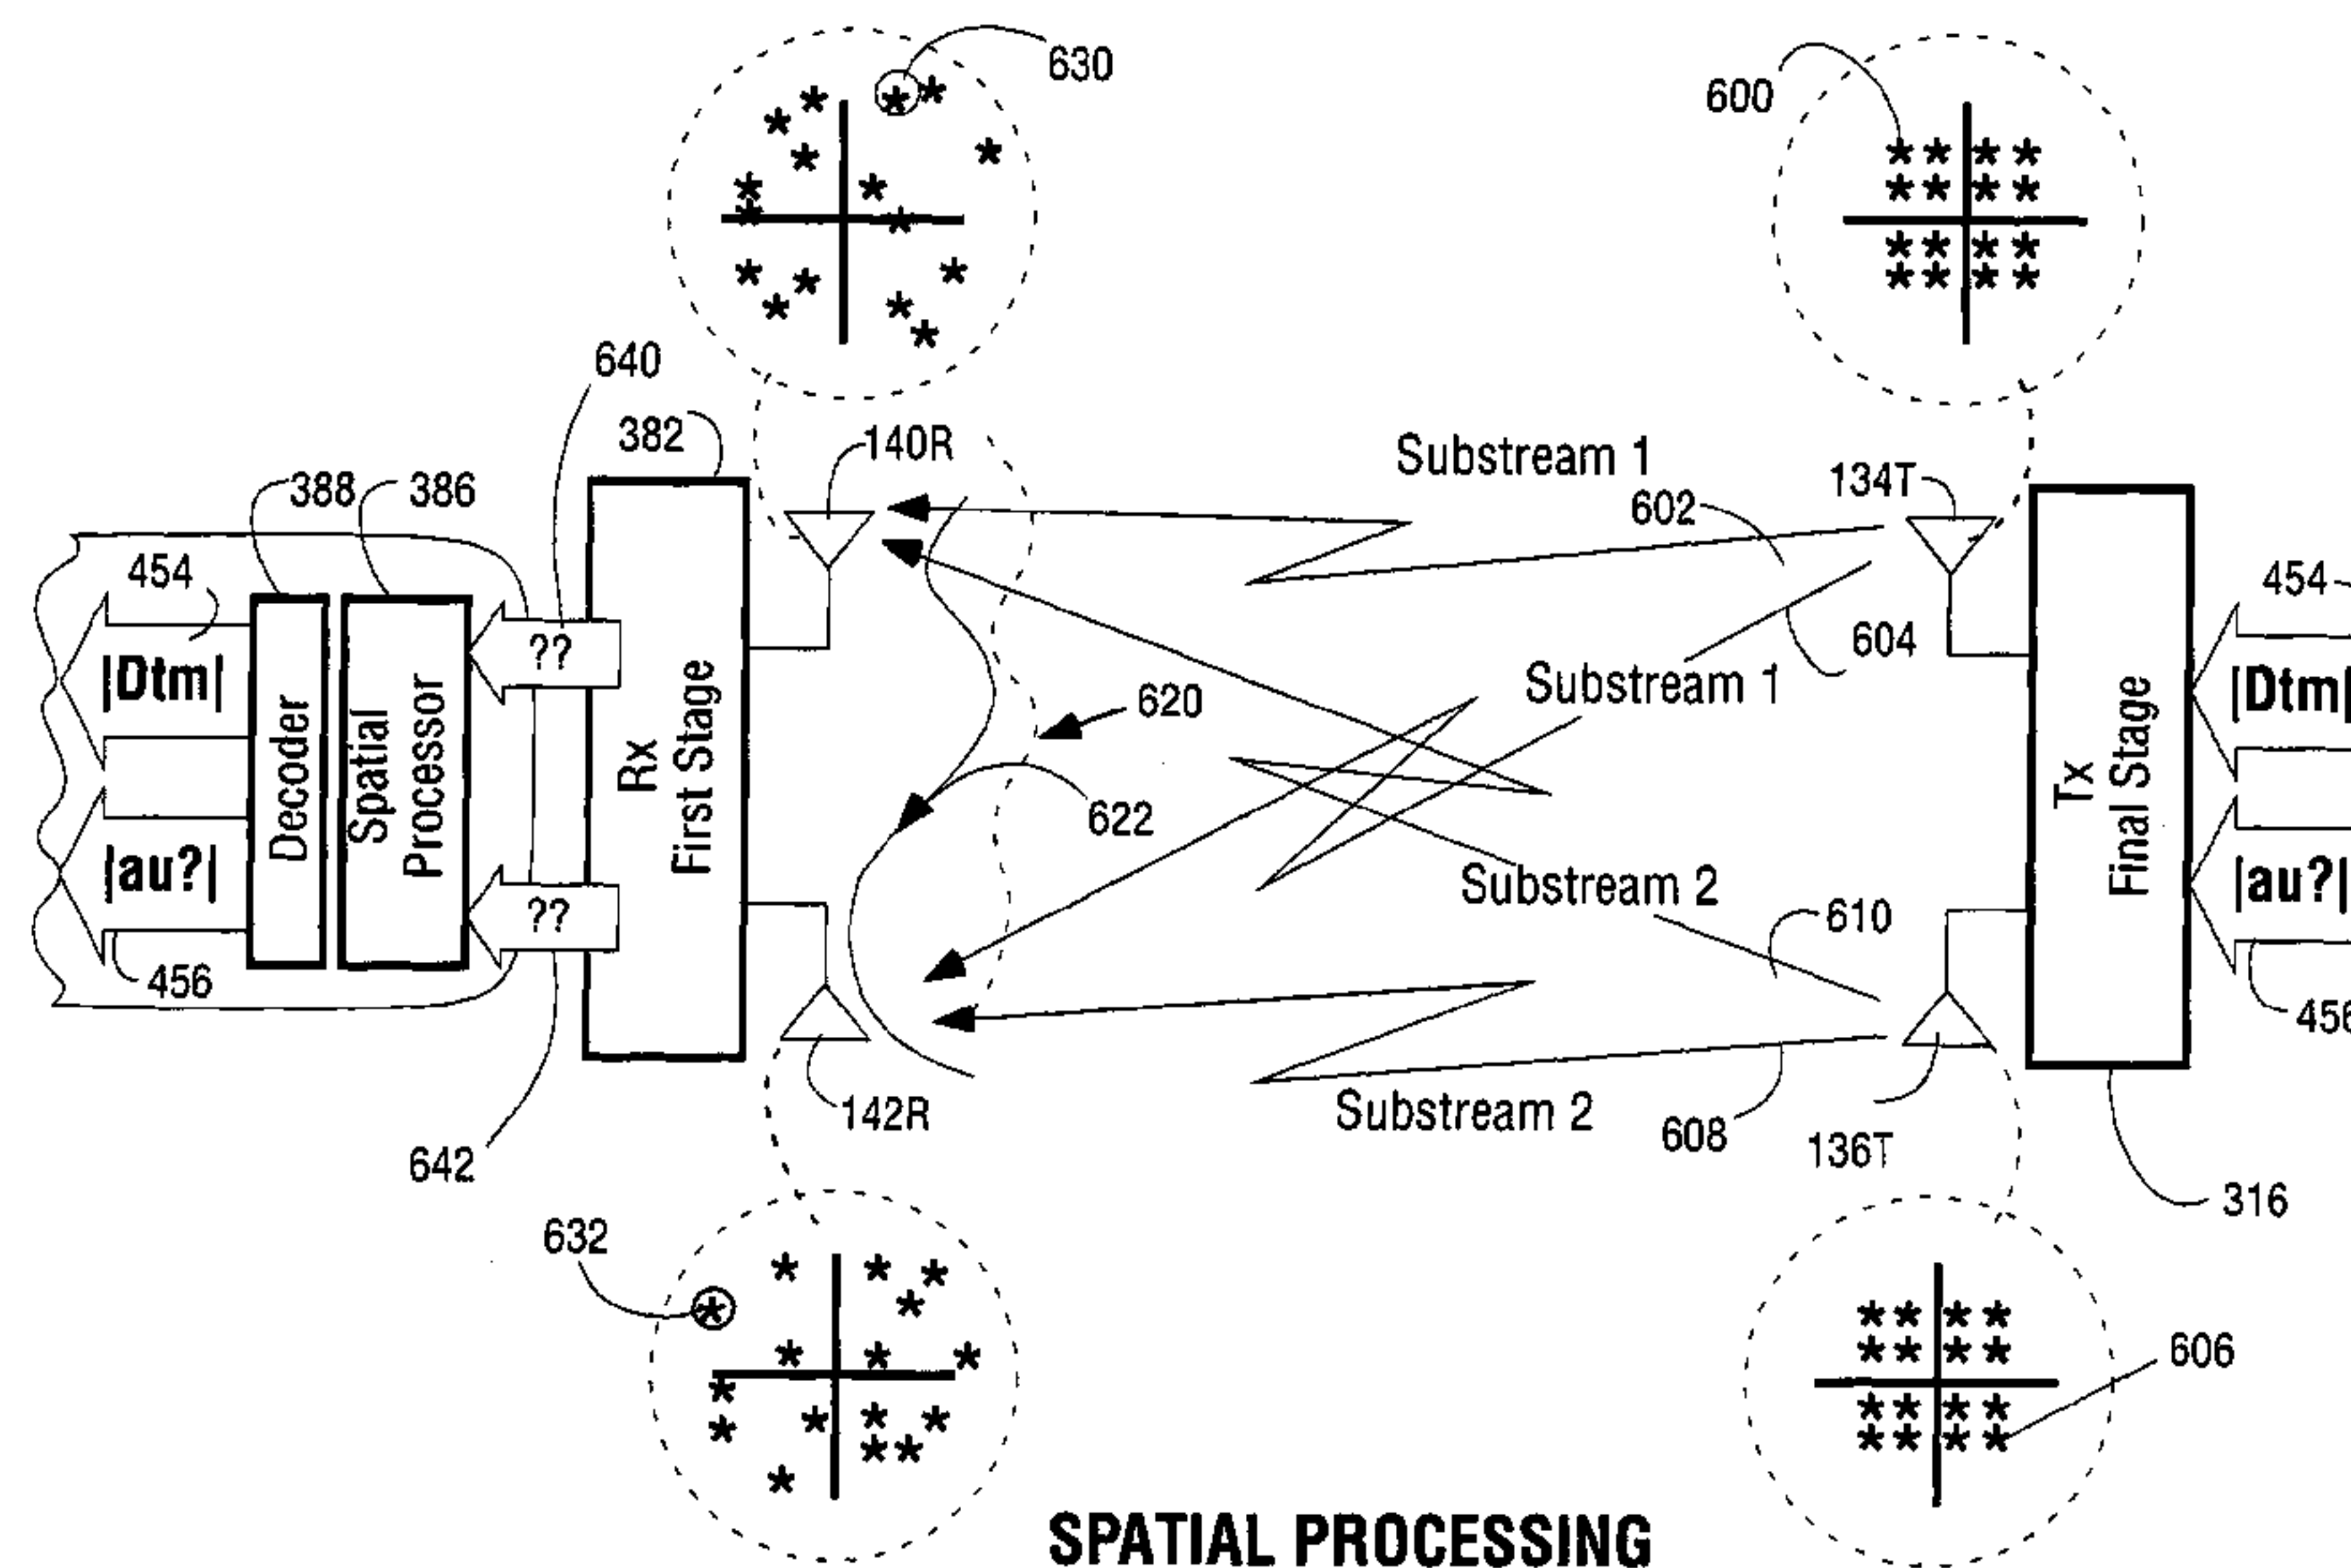 630
600
640
382
140R
Substream 1
602
134T
388
386
454
454
604
??
|Dtm|
Decoder
Spatial
Processor
Rx
First Stage
Substream 1
620
622
Tx
Final Stage
|Dtm|
|au?|
??
Substream 2
610
|au?|
456
456
142R
Substream 2
608
136T
642
316
632
606
SPATIAL PROCESSING